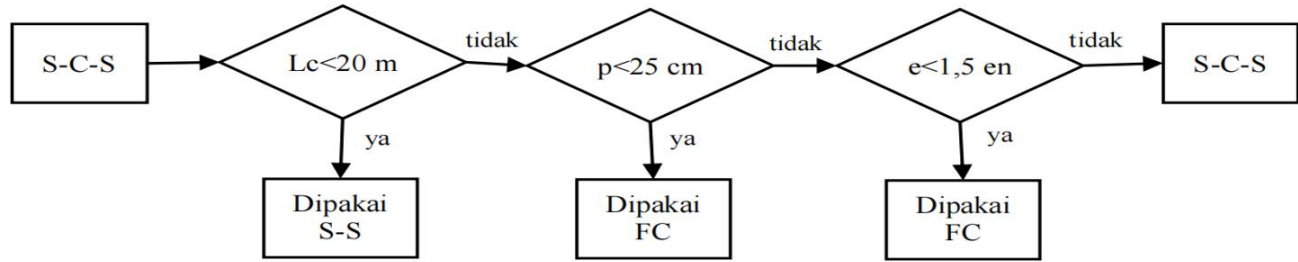 S-C-S
Lc<20 m
tidak
p<25 cm
tidak
e<1,5 en
tidak
S-C-S
ya
ya
ya
Dipakai
S-S
Dipakai
FC
Dipakai
FC